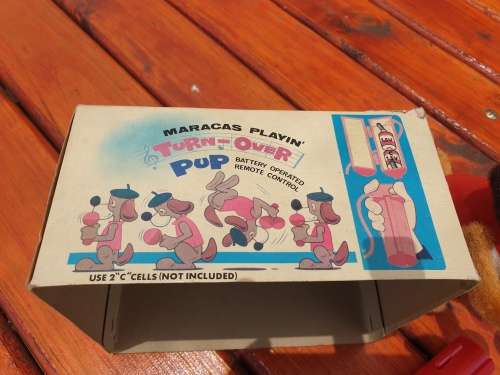 MARACAS PLAYIN'
TURN-OVER
PUP
BATTERY OPERATED
REMOTE CONTROL
USE 2 "C" CELLS (NOT INCLUDED)